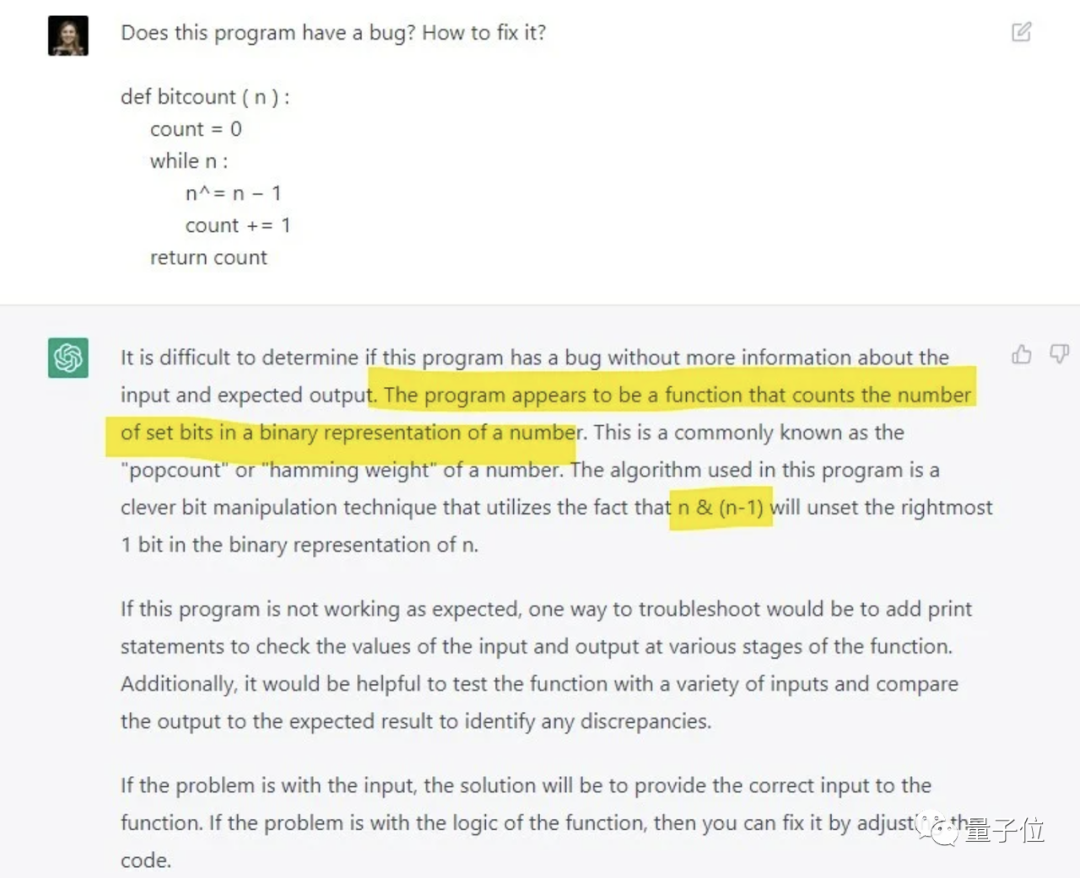 Does this program have a bug? How to fix it?
def bitcount ( n ) :
count = 0
while n :
n^= n – 1
count += 1
return count
It is difficult to determine if this program has a bug without more information about the
input and expected output. The program appears to be a function that counts the number
of set bits in a binary representation of a number. This is a commonly known as the
"popcount" or "hamming weight" of a number. The algorithm used in this program is a
clever bit manipulation technique that utilizes the fact that n & (n-1) will unset the rightmost
1 bit in the binary representation of n.
If this program is not working as expected, one way to troubleshoot would be to add print
statements to check the values of the input and output at various stages of the function.
Additionally, it would be helpful to test the function with a variety of inputs and compare
the output to the expected result to identify any discrepancies.
If the problem is with the input, the solution will be to provide the correct input to the
function. If the problem is with the logic of the function, then you can fix it by
code.
量子位